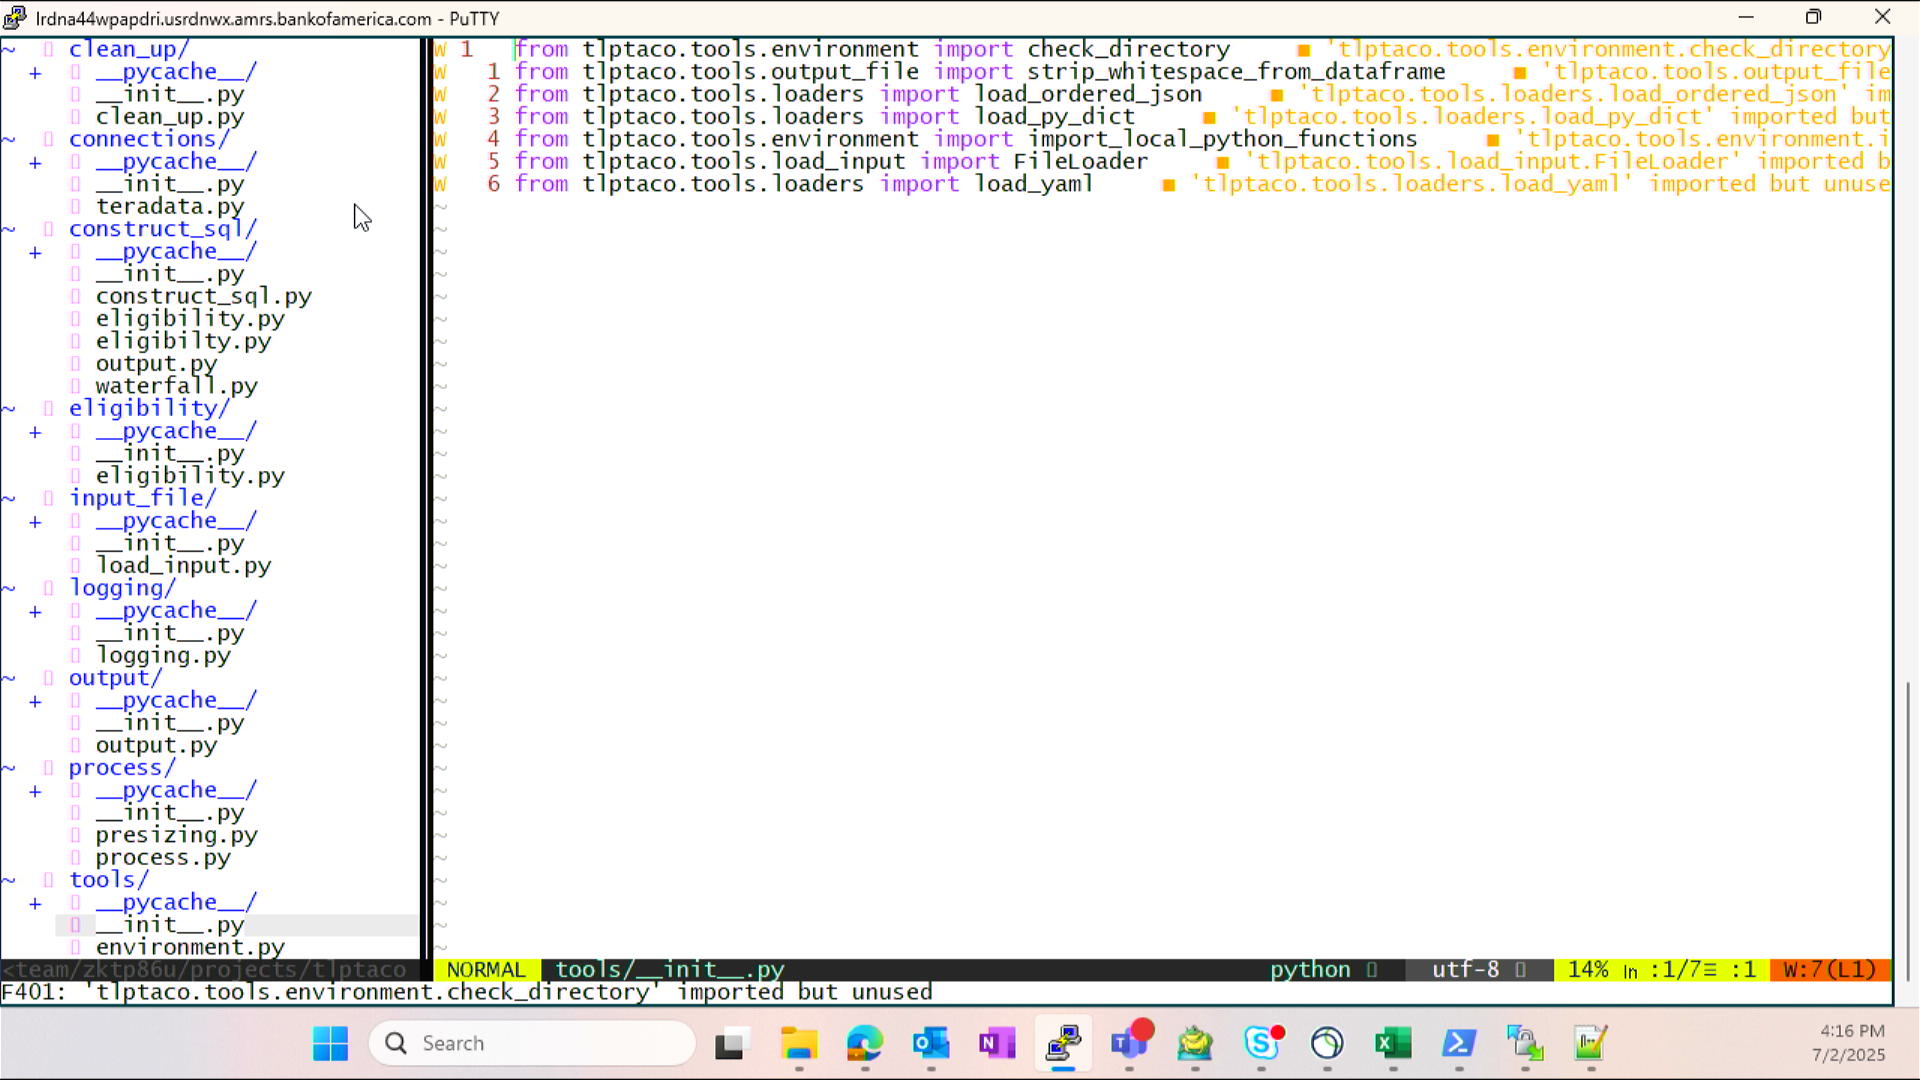 lrdna44wpapdri.usrdnwx.amrs.bankofamerica.com - PuTTY
~ clean_up/
+ __pycache__/
__init__.py
clean_up.py
~ connections/
+ __pycache__/
__init__.py
teradata.py
~ construct_sql/
+ __pycache__/
__init__.py
construct_sql.py
eligibility.py
eligibilty.py
output.py
waterfall.py
~ eligibility/
+ __pycache__/
__init__.py
eligibility.py
~ input_file/
+ __pycache__/
__init__.py
load_input.py
~ logging/
+ __pycache__/
__init__.py
logging.py
~ output/
+ __pycache__/
__init__.py
output.py
~ process/
+ __pycache__/
__init__.py
presizing.py
process.py
~ tools/
+ __pycache__/
__init__.py
environment.py
<team/zktp86u/projects/tlptaco
W 1 from tlptaco.tools.environment import check_directory ■ 'tlptaco.tools.environment.check_directory
W 1 from tlptaco.tools.output_file import strip_whitespace_from_dataframe ■ 'tlptaco.tools.output_file
W 2 from tlptaco.tools.loaders import load_ordered_json ■ 'tlptaco.tools.loaders.load_ordered_json' im
W 3 from tlptaco.tools.loaders import load_py_dict ■ 'tlptaco.tools.loaders.load_py_dict' imported but
W 4 from tlptaco.tools.environment import import_local_python_functions ■ 'tlptaco.tools.environment.i
W 5 from tlptaco.tools.load_input import FileLoader ■ 'tlptaco.tools.load_input.FileLoader' imported b
W 6 from tlptaco.tools.loaders import load_yaml ■ 'tlptaco.tools.loaders.load_yaml' imported but unuse
NORMAL tools/__init__.py python utf-8 14% ln :1/7≡ :1 W:7(L1)
F401: 'tlptaco.tools.environment.check_directory' imported but unused
Search
4:16 PM
7/2/2025